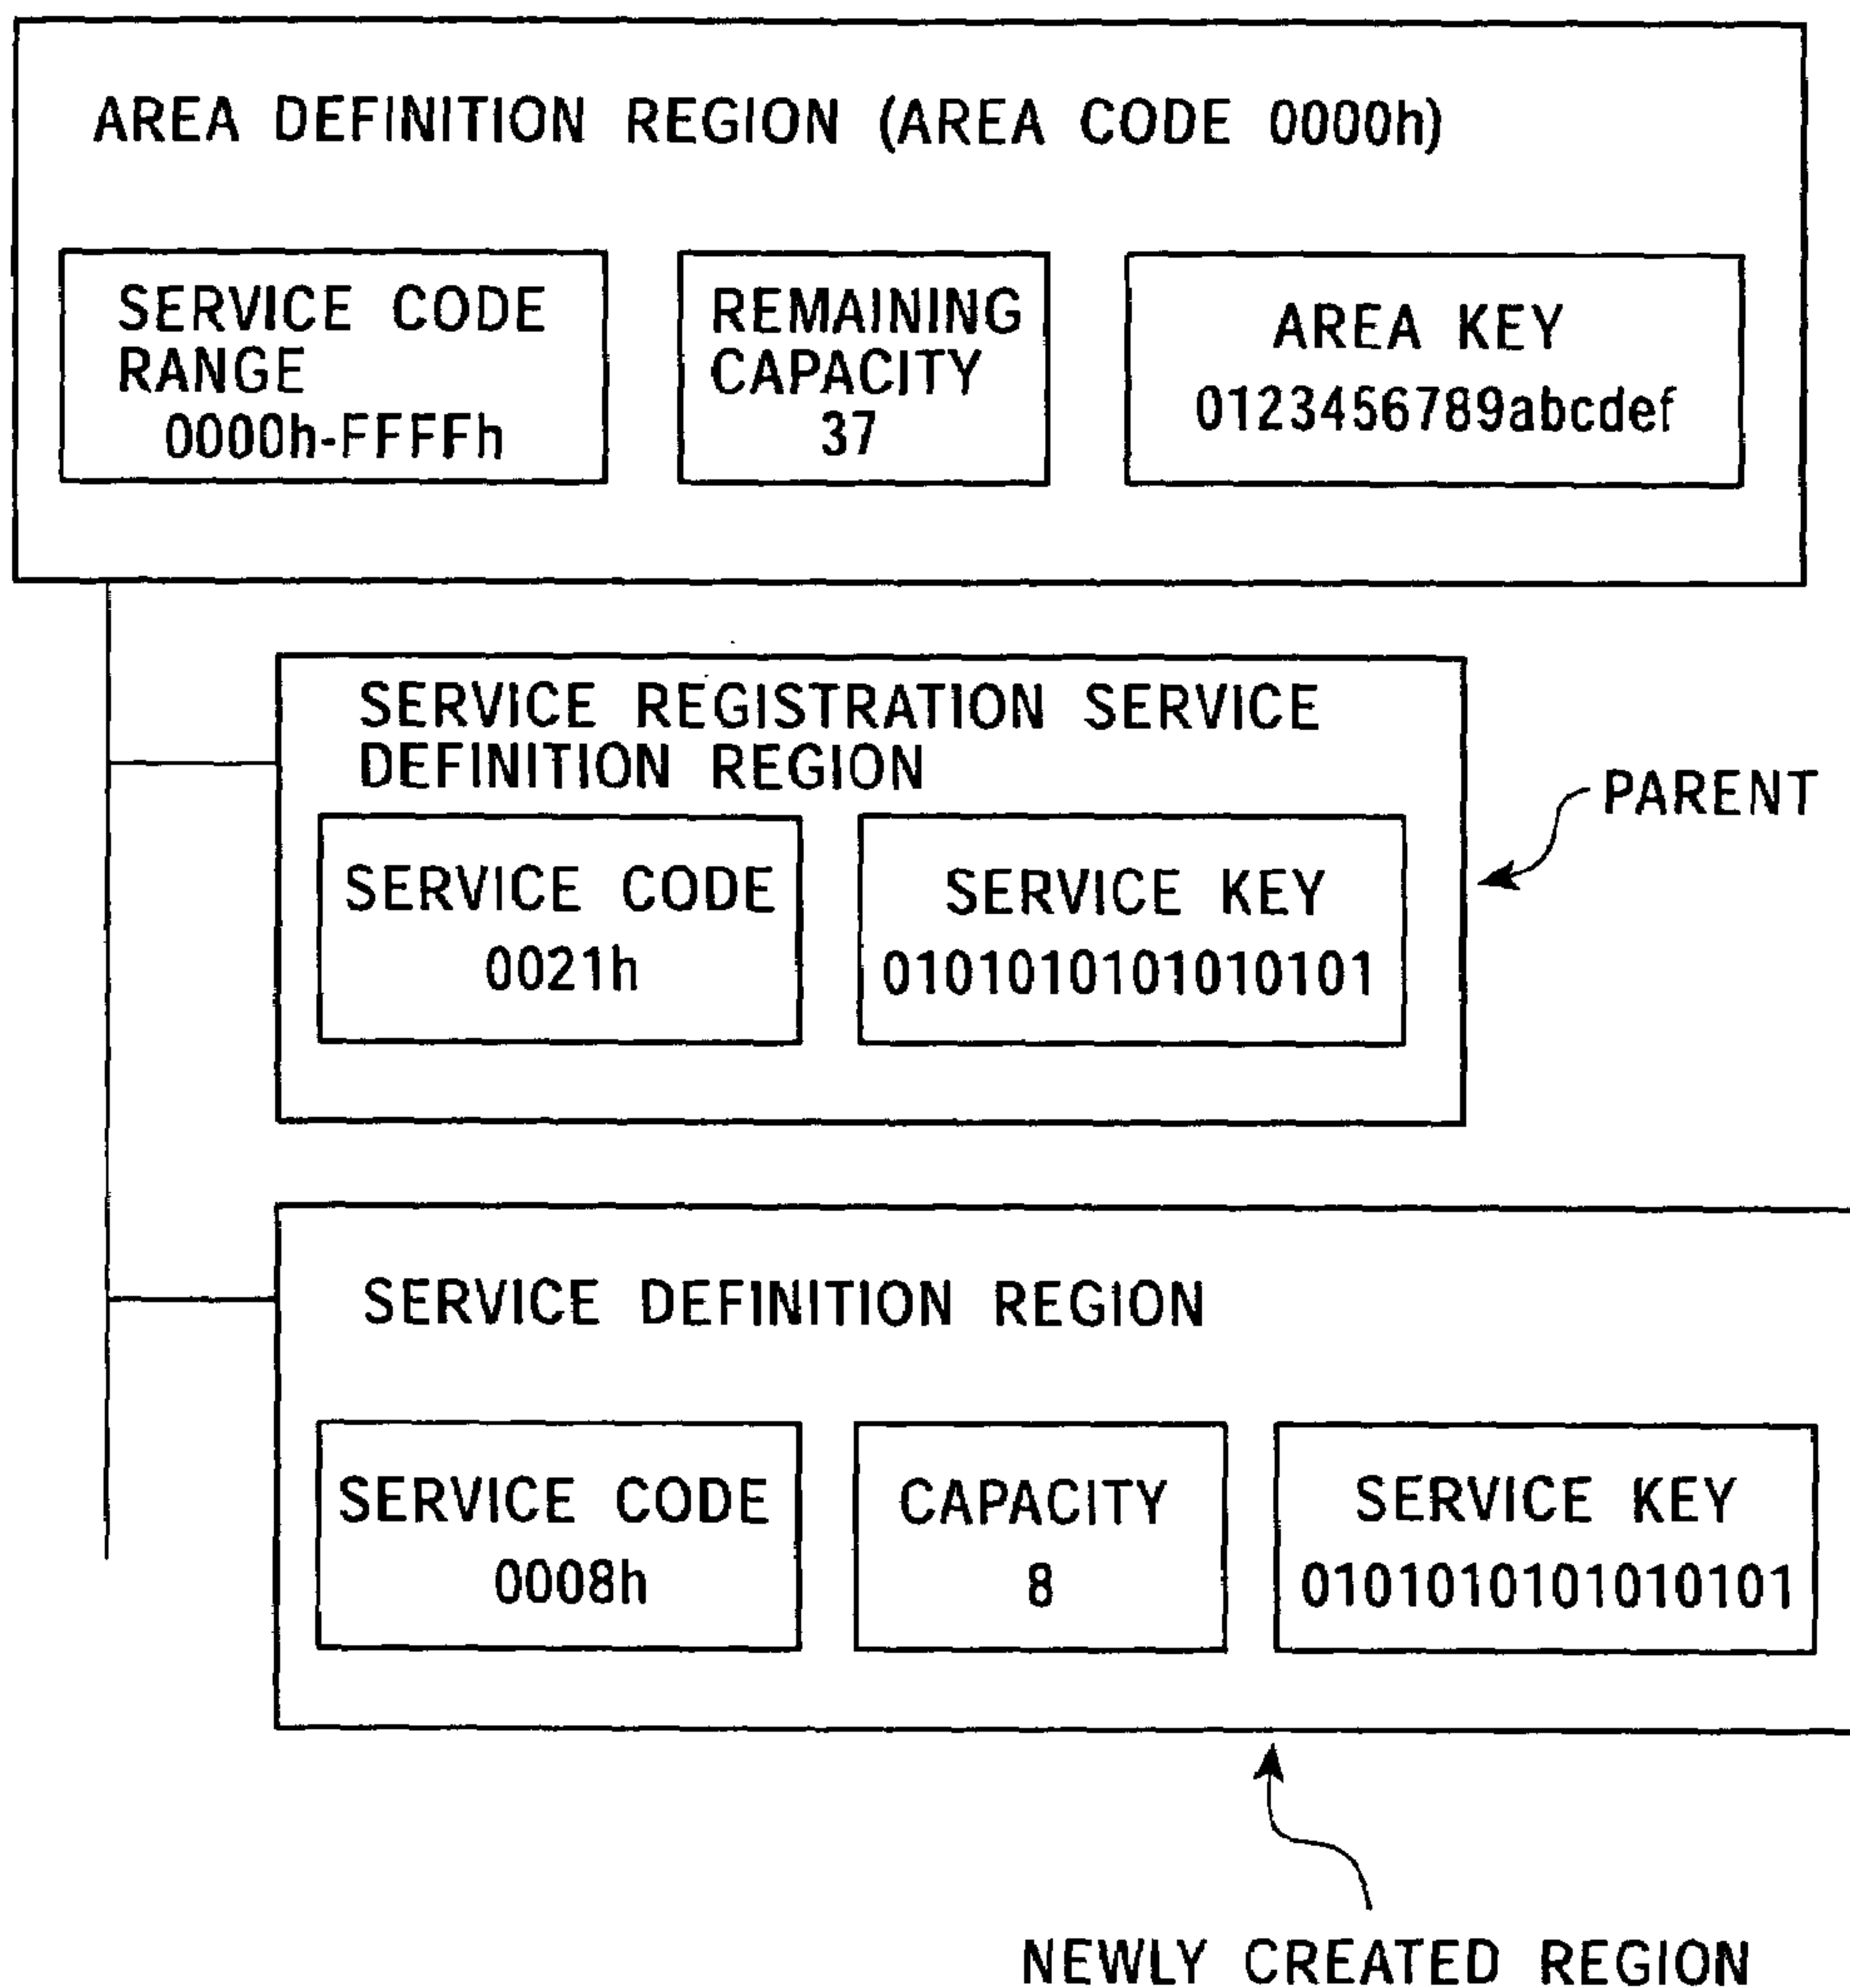 AREA DEFINITION REGION (AREA CODE 0000h)
SERVICE CODE
RANGE
0000h-FFFFh
REMAINING
CAPACITY
37
AREA KEY
0123456789abcdef
SERVICE REGISTRATION SERVICE
DEFINITION REGION
PARENT
SERVICE CODE
0021h
SERVICE KEY
0101010101010101
SERVICE DEFINITION REGION
SERVICE CODE
0008h
CAPACITY
8
SERVICE KEY
0101010101010101
NEWLY CREATED REGION